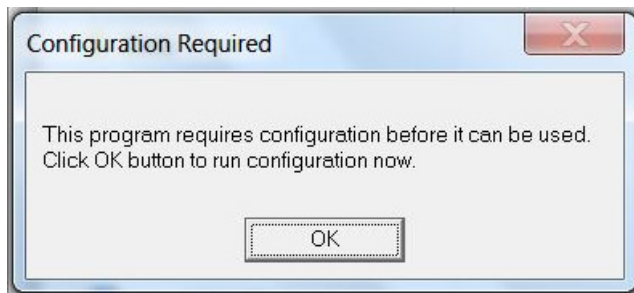 Configuration Required
This program requires configuration before it can be used.
Click OK button to run configuration now.
OK